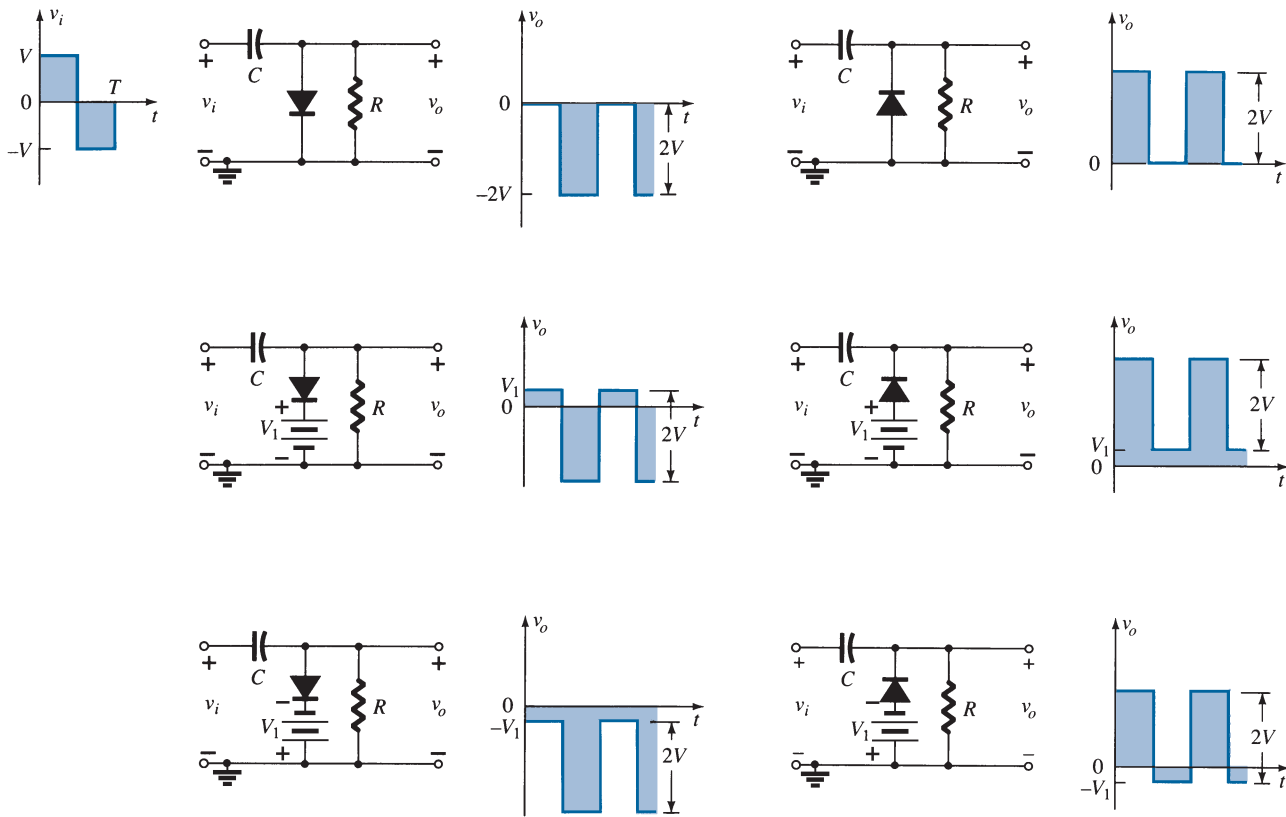 v_i
V
0
-V
T
t
+
C
v_i
R
+
v_o
−
−
v_o
0
-2V
t
2V
+
C
v_i
R
+
v_o
−
−
v_o
2V
0
t
+
C
v_i
+
V_1
−
R
+
v_o
−
−
v_o
V_1
0
t
2V
+
C
v_i
+
V_1
−
R
+
v_o
−
−
v_o
2V
V_1
0
t
+
C
v_i
−
V_1
+
R
+
v_o
−
−
v_o
0
-V_1
t
2V
+
C
v_i
−
V_1
+
R
+
v_o
−
−
v_o
2V
0
-V_1
t